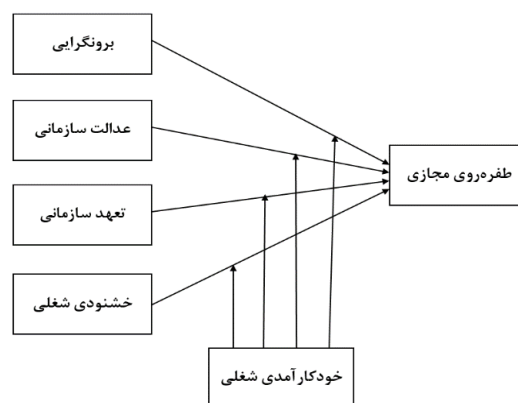 برونگرایی
عدالت سازمانی
طفره‌روی مجازی
تعهد سازمانی
خشنودی شغلی
خودکارآمدی شغلی